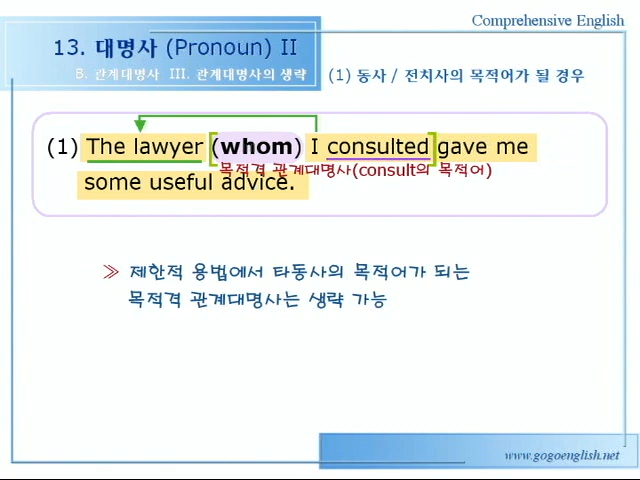 Comprehensive English
13. 대명사 (Pronoun) II
B. 관계대명사 III. 관계대명사의 생략
(1) 동사 / 전치사의 목적어가 될 경우
(1) The lawyer (whom) I consulted gave me
목적격 관계대명사(consult의 목적어)
some useful advice.
≫ 제한적 용법에서 타동사의 목적어가 되는
목적격 관계대명사는 생략 가능
www.gogoenglish.net